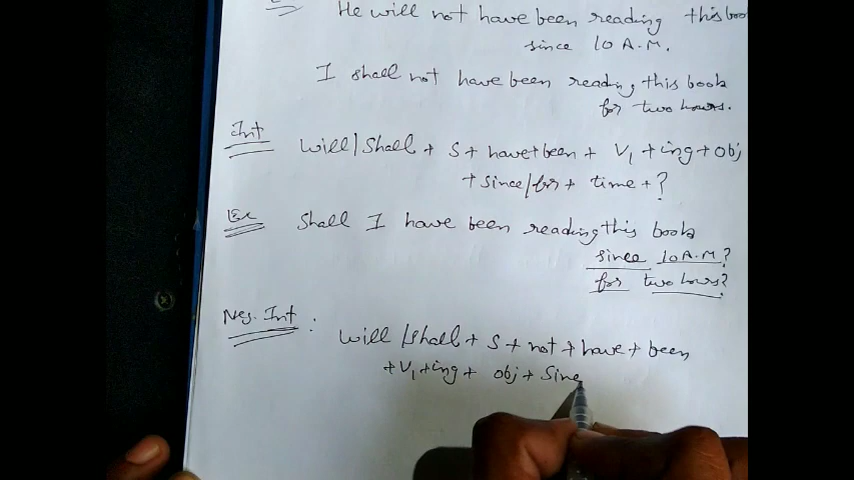 He will not have been reading this boo
since 10 A.M.
I shall not have been reading this book
for two hours.
Int
Will/Shall + S + have+been + V1 + ing + Obj
+ since/for + time + ?
Ex
Shall I have been reading this book
since 10 A.M?
for two hours?
Neg. Int :
Will /shall + S + not + have + been
+ V1 + ing + obj + Sinc